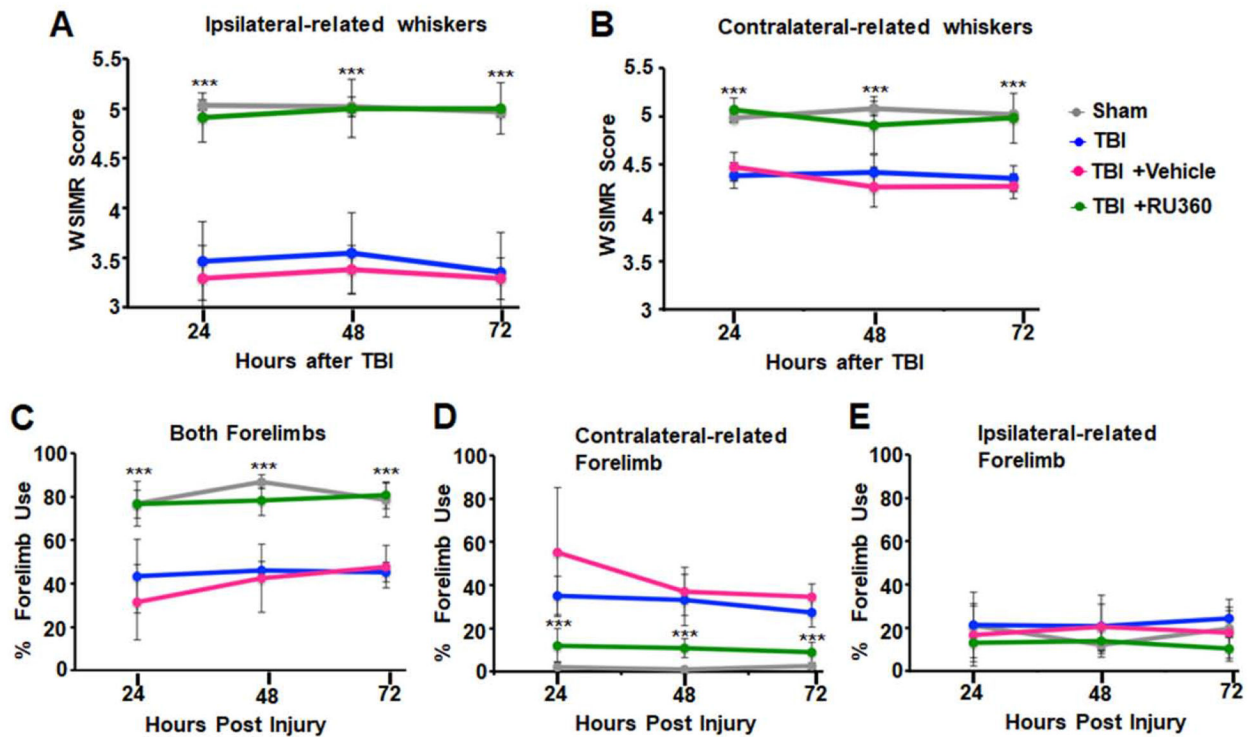 A
Ipsilateral-related whiskers
WSIMR Score
5.5
5
4.5
4
3.5
3
*** *** ***
24 48 72
Hours after TBI
B
Contralateral-related whiskers
WSIMR Score
5.5
5
4.5
4
3.5
3
*** *** ***
24 48 72
Hours after TBI
Sham
TBI
TBI +Vehicle
TBI +RU360
C
Both Forelimbs
% Forelimb Use
100
80
60
40
20
0
*** *** ***
24 48 72
Hours Post Injury
D
Contralateral-related
Forelimb
% Forelimb Use
100
80
60
40
20
0
*** *** ***
24 48 72
Hours Post Injury
E
Ipsilateral-related
Forelimb
% Forelimb Use
100
80
60
40
20
0
24 48 72
Hours Post Injury